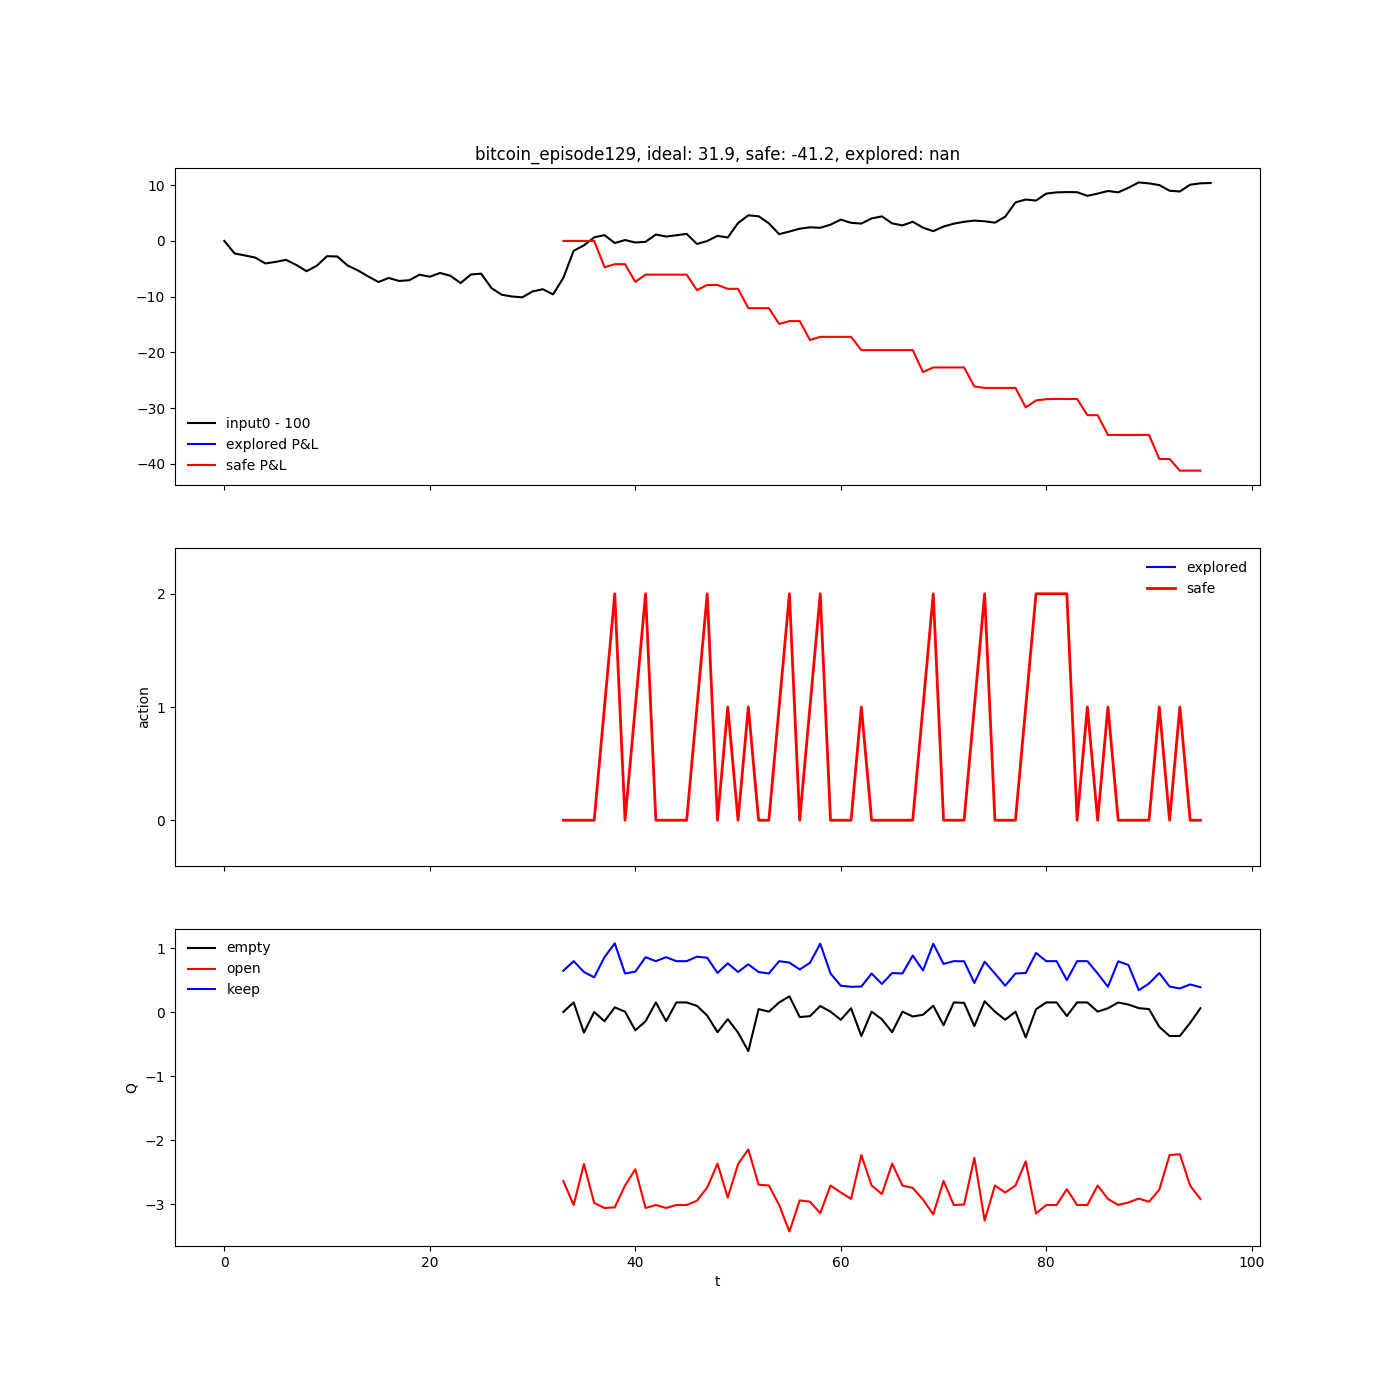 bitcoin_episode129, ideal: 31.9, safe: -41.2, explored: nan
10
0
−10
−20
−30
−40
input0 - 100
explored P&L
safe P&L
action
2
1
0
explored
safe
Q
1
0
−1
−2
−3
empty
open
keep
0 20 40 60 80 100
t